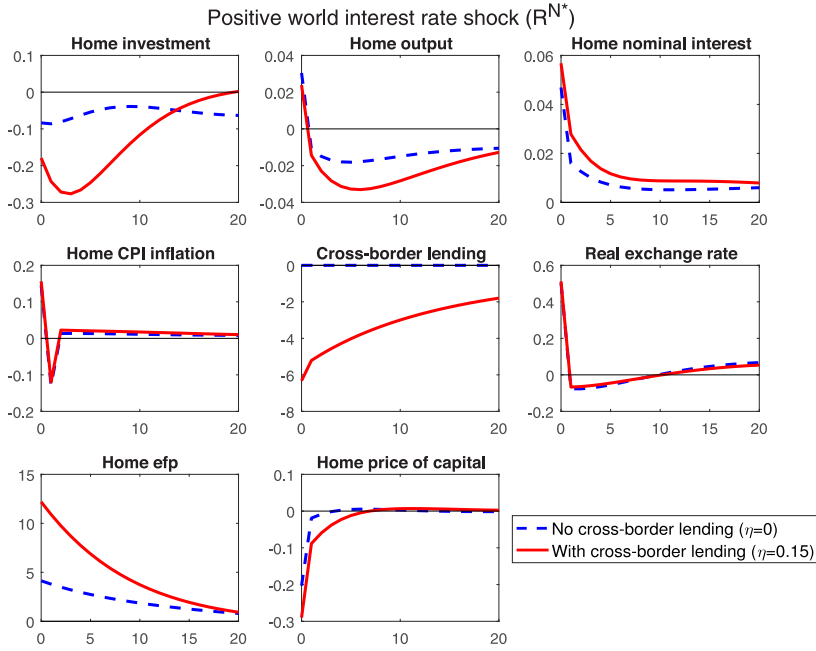 Positive world interest rate shock (R^N*)
Home investment
0.1
0
-0.1
-0.2
-0.3
0 10 20
Home output
0.04
0.02
0
-0.02
-0.04
0 10 20
Home nominal interest
0.06
0.04
0.02
0
0 10 20
Home CPI inflation
0.2
0.1
0
-0.1
-0.2
0 10 20
Cross-border lending
0
-2
-4
-6
-8
0 10 20
Real exchange rate
0.6
0.4
0.2
0
-0.2
0 5 10 15 20
Home efp
15
10
5
0
0 5 10 15 20
Home price of capital
0.1
0
-0.1
-0.2
-0.3
0 10 20
No cross-border lending (η=0)
With cross-border lending (η=0.15)